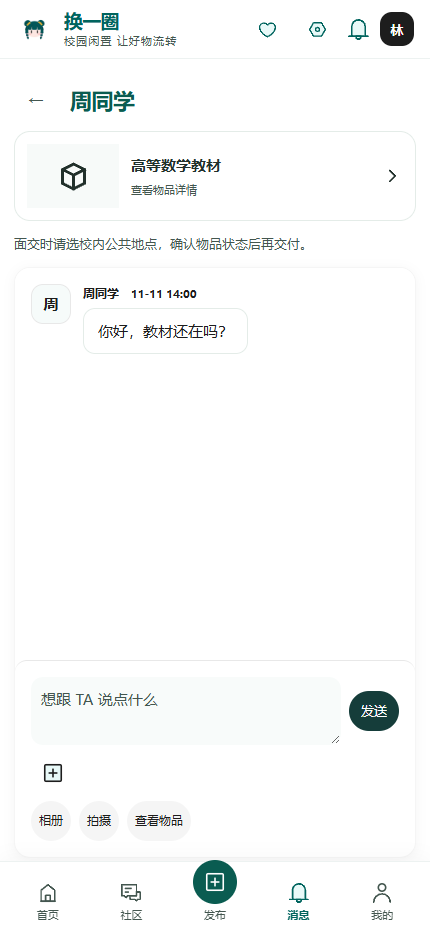 换一圈
校园闲置 让好物流转
林
← 周同学
高等数学教材
查看物品详情
面交时请选校内公共地点，确认物品状态后再交付。
周
周同学 11-11 14:00
你好，教材还在吗？
想跟 TA 说点什么
发送
相册 拍摄 查看物品
首页 社区 发布 消息 我的